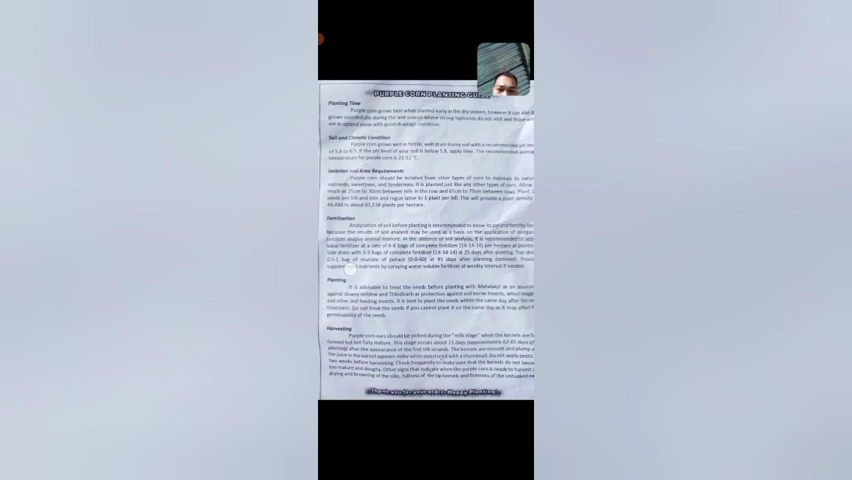 PURPLE CORN PLANTING GUIDE
Planting Time
Purple corn grows best when planted early in the dry season, however it can also b
grown successfully during the wet season where strong typhoons do not visit and those wh
are in upland areas with good drainage condition.
Soil and Climatic Condition
Purple corn grows well in fertile, well drain loamy soil with a recommended pH lev
of 5.8 to 6.5. If the pH level of your soil is below 5.8, apply lime. The recommended averag
temperature for purple corn is 21-32 °C.
Isolation and Area Requirements
Purple corn should be isolated from other types of corn to maintain its natur
nutrients, sweetness, and tenderness. It is planted just like any other types of corn. Allow
much as 25cm to 30cm between hills in the row and 65cm to 75cm between rows. Plant
seeds per hill and thin and rogue later to 1 plant per hill. This will provide a plant density
44,444 to about 61,538 plants per hectare.
Fertilization
Analyzation of soil before planting is recommended to know its pH and fertility lev
because the results of soil analysis may be used as a basis on the application of inorgan
fertilizer and/or animal manure. In the absence of soil analysis, it is recommended to app
basal fertilizer at a rate of 6-8 bags of complete fertilizer (14-14-14) per hectare at plantin
Side dress with bags of complete fertilizer (14-14-14) at 25 days after planting. Top dre
0.5-1 bag of muriate of potash (0-0-60) at 45 days after planting (optional). Provi
supplemental nutrients by spraying water soluble fertilizer at weekly interval if needed.
Planting
It is advisable to treat the seeds before planting with Metalaxyl as an
against downy mildew and Thiodicarb as protection against soil borne insects,
and other leaf feeding insects. It is best to plant the seeds within the same day after the
treatment. Do not treat the seeds if you cannot plant it on the same day as it may affect
germinability of the seeds.
Harvesting
Purple corn ears should be picked during the "milk stage" when the kernels are
formed but not fully mature. This stage occurs about 21 days (approximately 62-65 days
planting) after the appearance of the first silk strands. The kernels are smooth and plump
the juice in the kernel appears milky when punctured with a thumbnail. Do not apply pestic
two weeks before harvesting. Check frequently to make sure that the kernels do not
too mature and doughy. Other signs that indicate when the purple corn is ready to harvest
drying and browning of the silks, fullness of the tip kernels and firmness of the unhusked
Thank you for your order. Happy Planting!